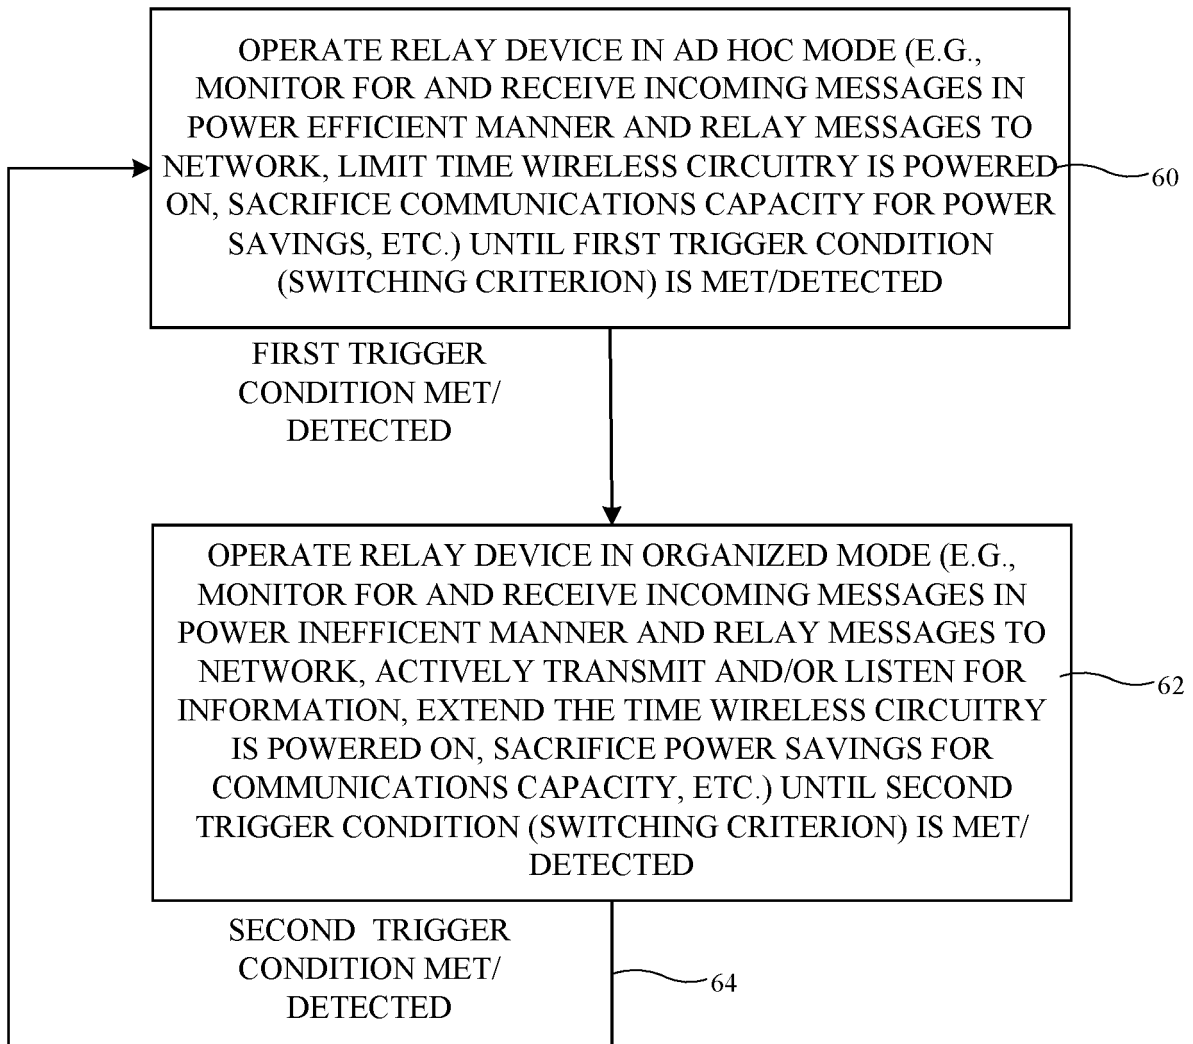 OPERATE RELAY DEVICE IN AD HOC MODE (E.G.,
MONITOR FOR AND RECEIVE INCOMING MESSAGES IN
POWER EFFICIENT MANNER AND RELAY MESSAGES TO
NETWORK, LIMIT TIME WIRELESS CIRCUITRY IS POWERED
ON, SACRIFICE COMMUNICATIONS CAPACITY FOR POWER
SAVINGS, ETC.) UNTIL FIRST TRIGGER CONDITION
(SWITCHING CRITERION) IS MET/DETECTED
60
FIRST TRIGGER
CONDITION MET/
DETECTED
OPERATE RELAY DEVICE IN ORGANIZED MODE (E.G.,
MONITOR FOR AND RECEIVE INCOMING MESSAGES IN
POWER INEFFICENT MANNER AND RELAY MESSAGES TO
NETWORK, ACTIVELY TRANSMIT AND/OR LISTEN FOR
INFORMATION, EXTEND THE TIME WIRELESS CIRCUITRY
IS POWERED ON, SACRIFICE POWER SAVINGS FOR
COMMUNICATIONS CAPACITY, ETC.) UNTIL SECOND
TRIGGER CONDITION (SWITCHING CRITERION) IS MET/
DETECTED
62
SECOND TRIGGER
CONDITION MET/
DETECTED
64